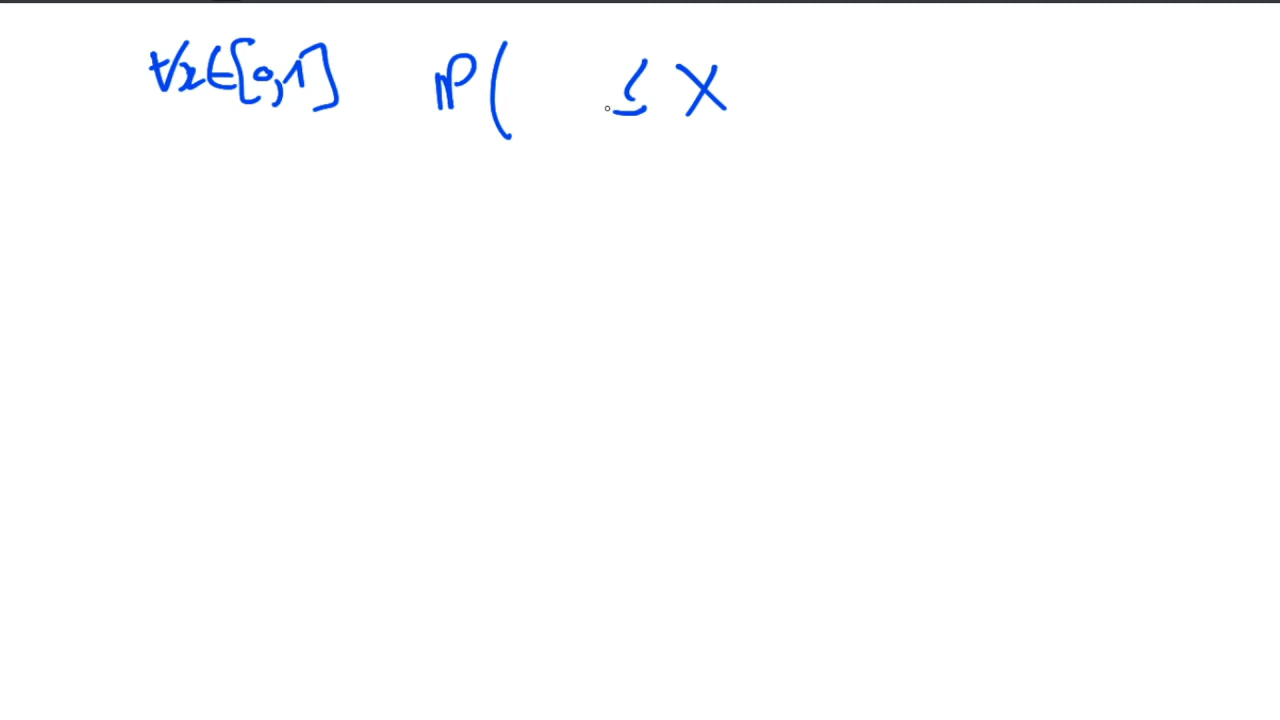 ∀x∈[0,1] ℙ( ≤ X